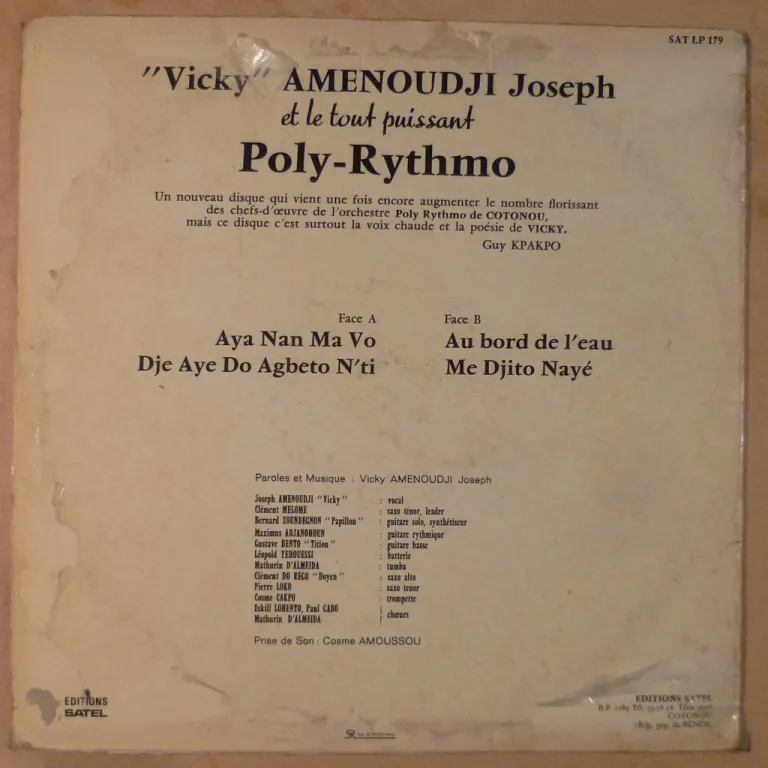 SAT LP 179
"Vicky" AMENOUDJI Joseph
et le tout puissant
Poly-Rythmo
Un nouveau disque qui vient une fois encore augmenter le nombre florissant
des chefs-d'œuvre de l'orchestre Poly Rythmo de COTONOU,
mais ce disque c'est surtout la voix chaude et la poésie de VICKY.
Guy KPAKPO
Face A
Aya Nan Ma Vo
Dje Aye Do Agbeto N'ti
Face B
Au bord de l'eau
Me Djito Nayé
Paroles et Musique : Vicky AMENOUDJI Joseph
Joseph AMENOUDJI "Vicky" : vocal
Clément MELOME : saxo ténor, leader
Bernard ZOUNDEGNON "Papillon" : guitare solo, synthétiseur
Maximus ADJANOHOUN : guitare rythmique
Gustave BENTO "Titiou" : guitare basse
Léopold YEHOUESSI : batterie
Mathurin D'ALMEIDA : tumba
Clément DO REGO "Doyen" : saxo alto
Pierre LOKO : saxo tenor
Cosme CAKPO : trompette
Eskill LOHENTO, Paul GABO
Mathurin D'ALMEIDA : chœurs
Prise de Son : Cosme AMOUSSOU
EDITIONS
SATEL
EDITIONS SATEL
B.P.
COTONOU
(Rép. pop. du BENIN)